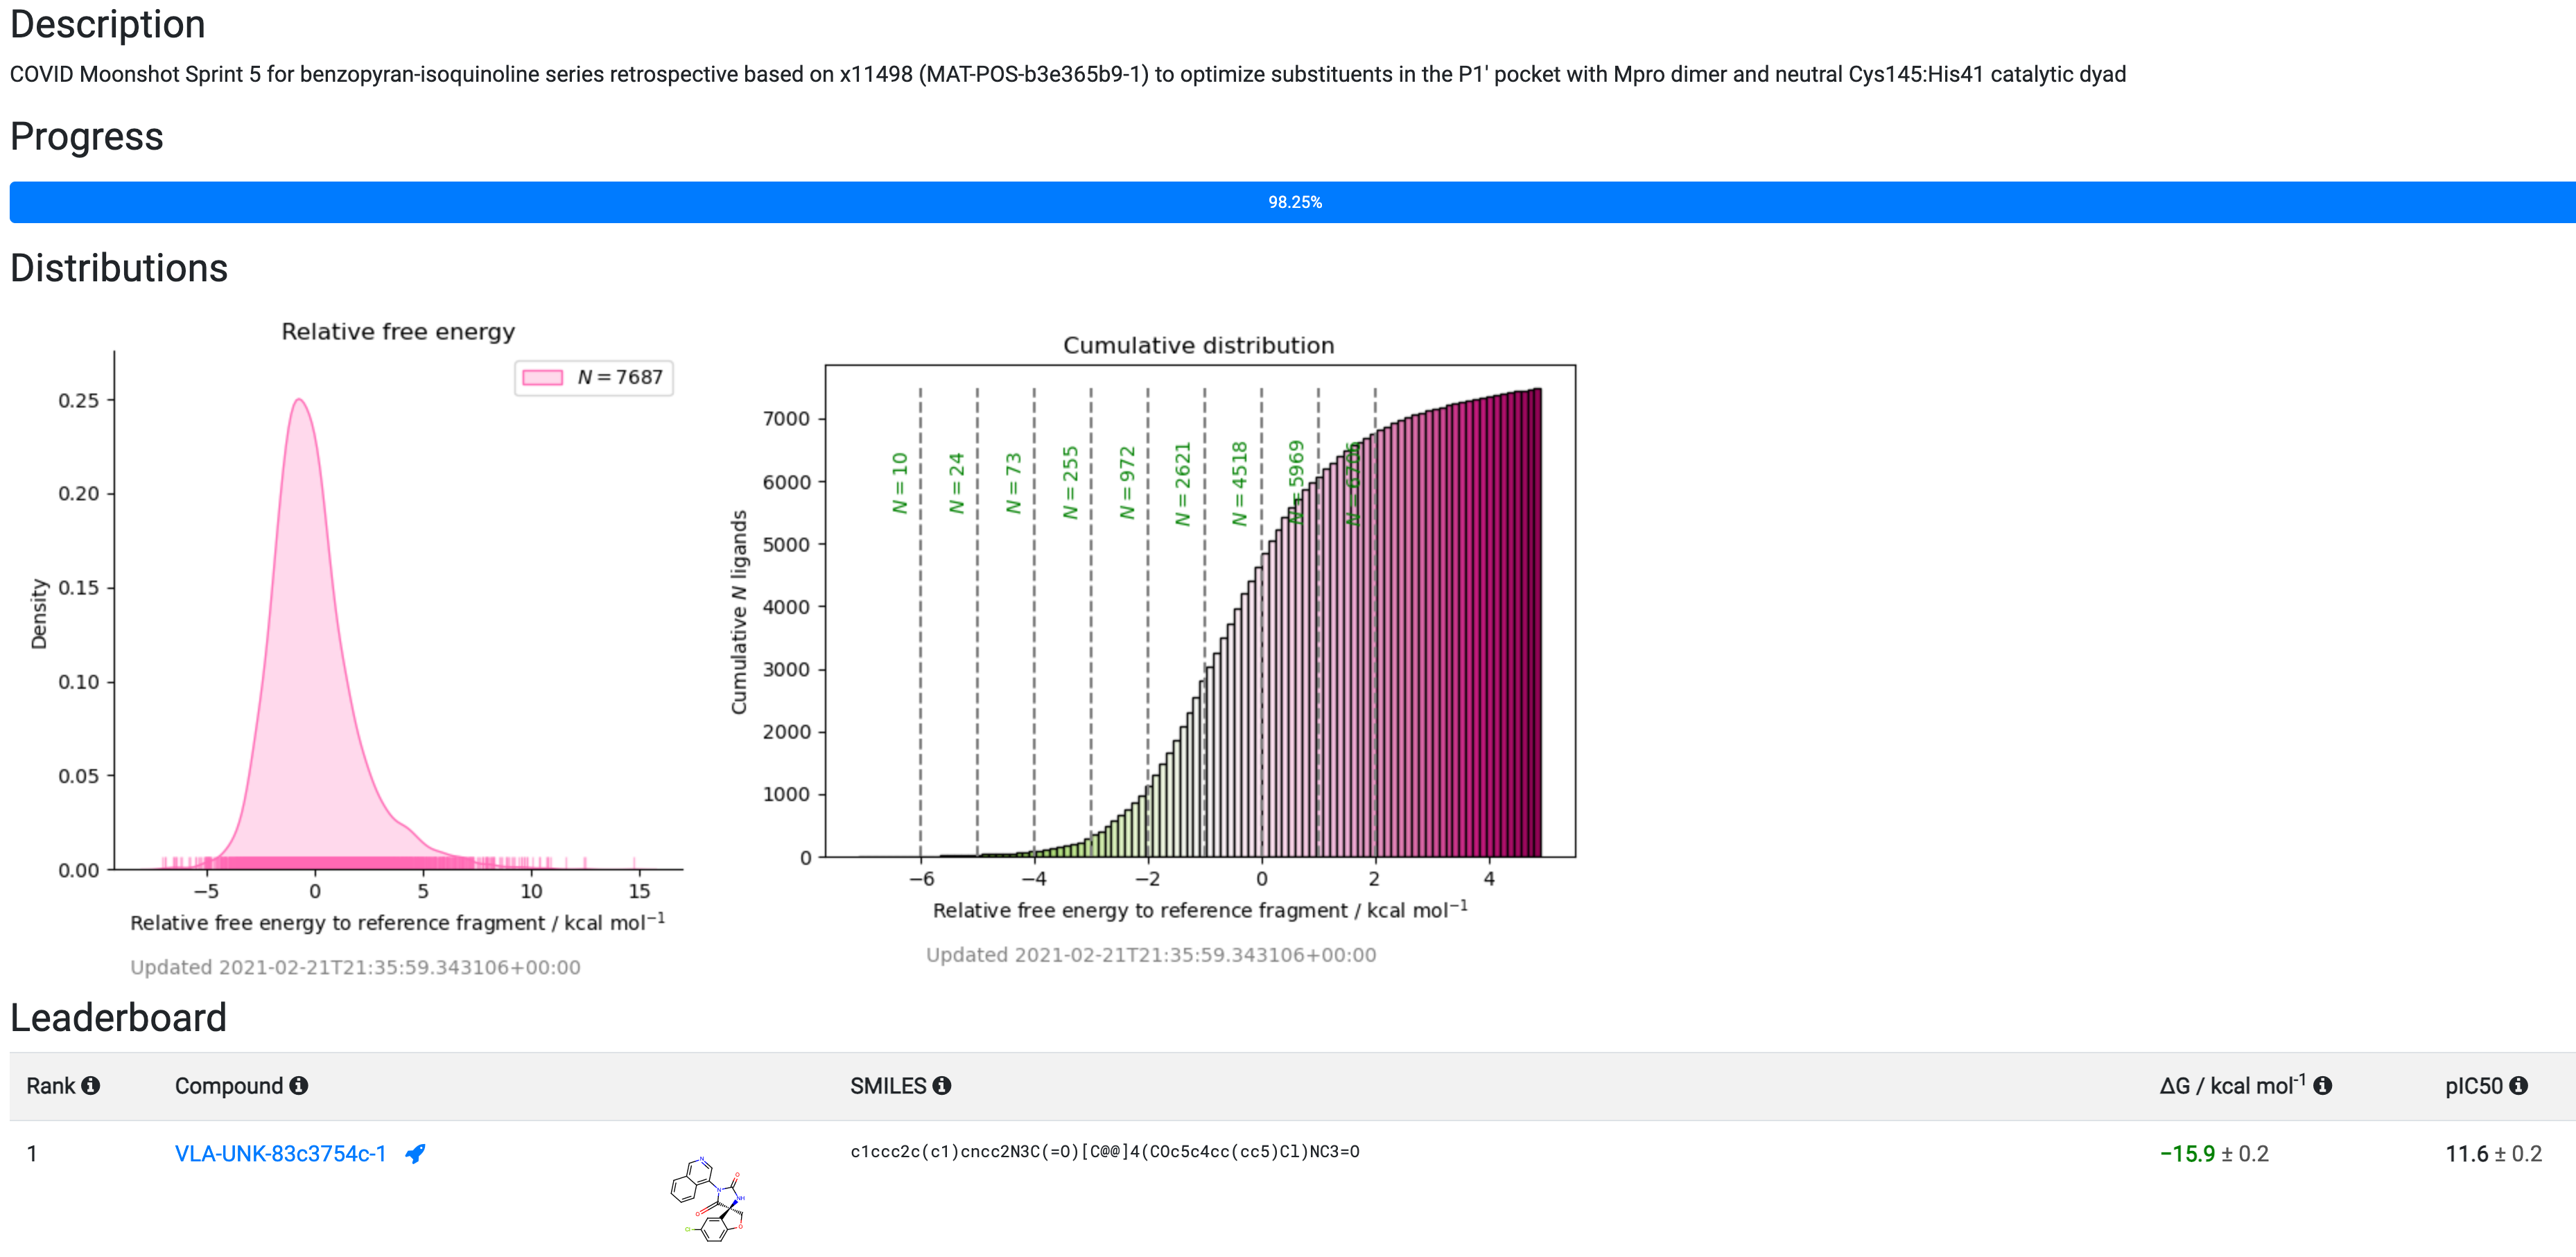 Description
COVID Moonshot Sprint 5 for benzopyran-isoquinoline series retrospective based on x11498 (MAT-POS-b3e365b9-1) to optimize substituents in the P1' pocket with Mpro dimer and neutral Cys145:His41 catalytic dyad
Progress
98.25%
Distributions
Relative free energy
N = 7687
0.25
0.20
0.15
0.10
0.05
0.00
Density
−5
0
5
10
15
Relative free energy to reference fragment / kcal mol⁻¹
Updated 2021-02-21T21:35:59.343106+00:00
Cumulative distribution
7000
6000
5000
4000
3000
2000
1000
0
Cumulative N ligands
N = 10
N = 24
N = 73
N = 255
N = 972
N = 2621
N = 4518
N = 5969
−6
−4
−2
0
2
4
Relative free energy to reference fragment / kcal mol⁻¹
Updated 2021-02-21T21:35:59.343106+00:00
Leaderboard
Rank Compound SMILES ΔG / kcal mol⁻¹ pIC50
1 VLA-UNK-83c3754c-1 c1ccc2c(c1)cncc2N3C(=O)[C@@]4(COc5c4cc(cc5)Cl)NC3=O −15.9 ± 0.2 11.6 ± 0.2
N
N
O
NH
O
O
Cl